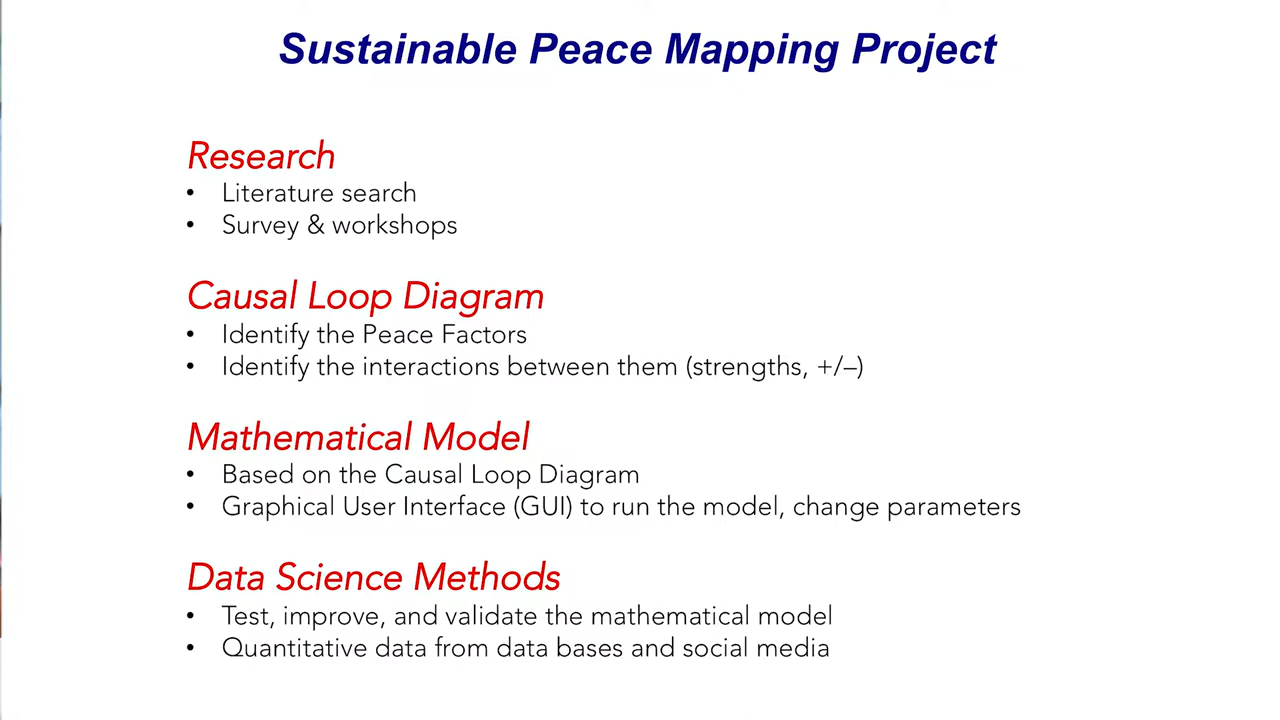 Sustainable Peace Mapping Project
Research
• Literature search
• Survey & workshops
Causal Loop Diagram
• Identify the Peace Factors
• Identify the interactions between them (strengths, +/–)
Mathematical Model
• Based on the Causal Loop Diagram
• Graphical User Interface (GUI) to run the model, change parameters
Data Science Methods
• Test, improve, and validate the mathematical model
• Quantitative data from data bases and social media